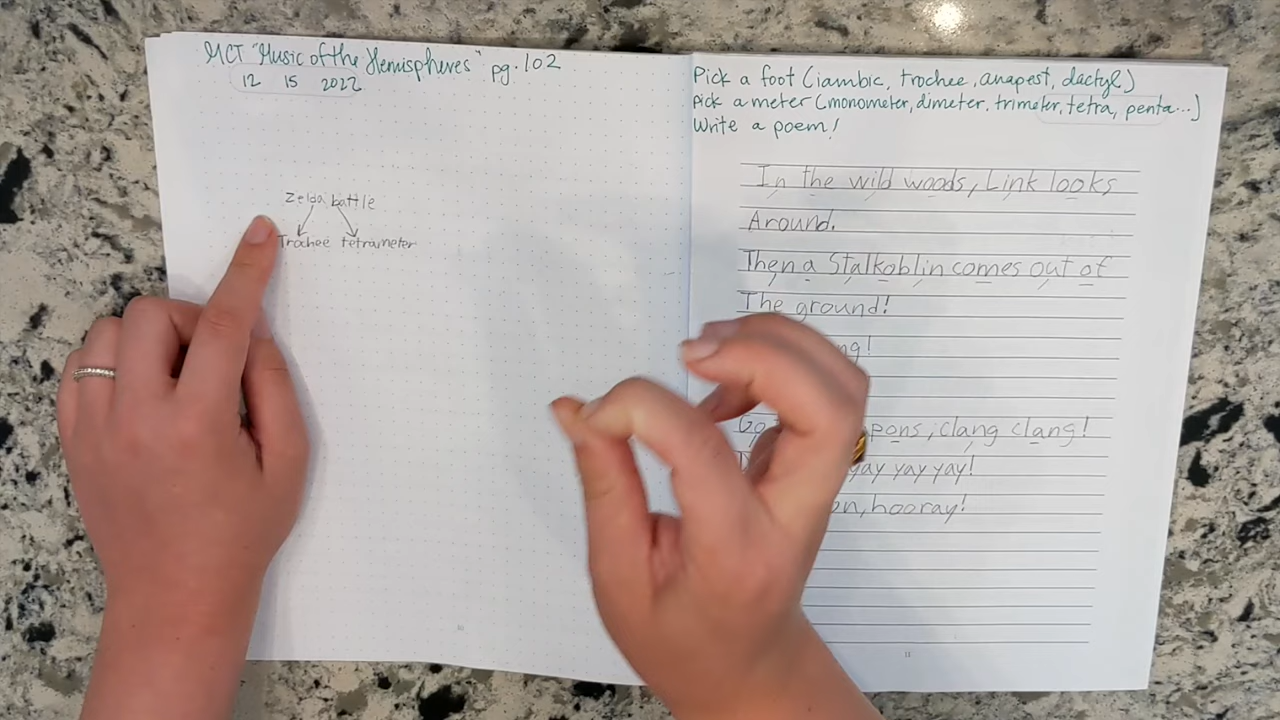 MCT "Music of the Hemispheres" pg. 102
12 15 2022
Zelda battle
Trochee tetrameter
Pick a foot (iambic, trochee, anapest, dactyl)
pick a meter (monometer, dimeter, trimeter, tetra, penta...)
Write a poem!
In the wild woods, Link looks
Around.
Then a Stalkoblin comes out of
The ground!
clang clang!
yay yay yay!
hooray!